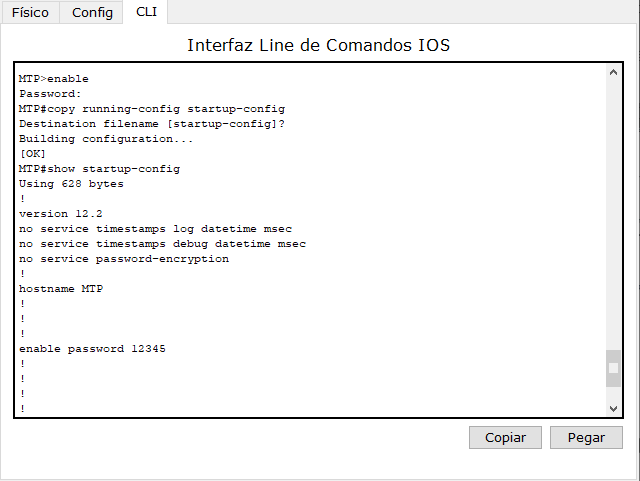 Físico Config CLI
Interfaz Line de Comandos IOS
MTP>enable
Password:
MTP#copy running-config startup-config
Destination filename [startup-config]?
Building configuration...
[OK]
MTP#show startup-config
Using 628 bytes
!
version 12.2
no service timestamps log datetime msec
no service timestamps debug datetime msec
no service password-encryption
!
hostname MTP
!
!
!
enable password 12345
!
!
!
!
Copiar Pegar